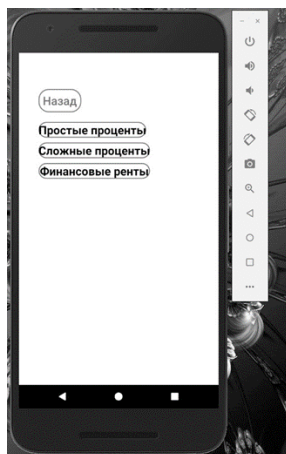 Назад
Простые проценты
Сложные проценты
Финансовые ренты